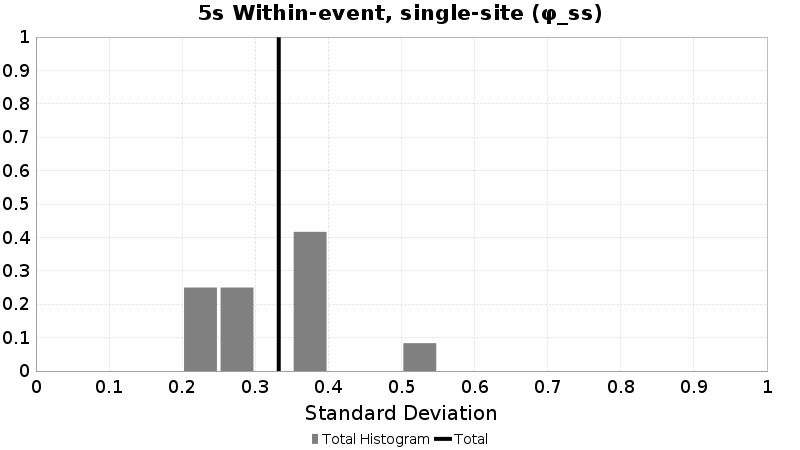 5s Within-event, single-site (φ_ss)
1
0.9
0.8
0.7
0.6
0.5
0.4
0.3
0.2
0.1
0
0 0.1 0.2 0.3 0.4 0.5 0.6 0.7 0.8 0.9 1
Standard Deviation
Total Histogram Total